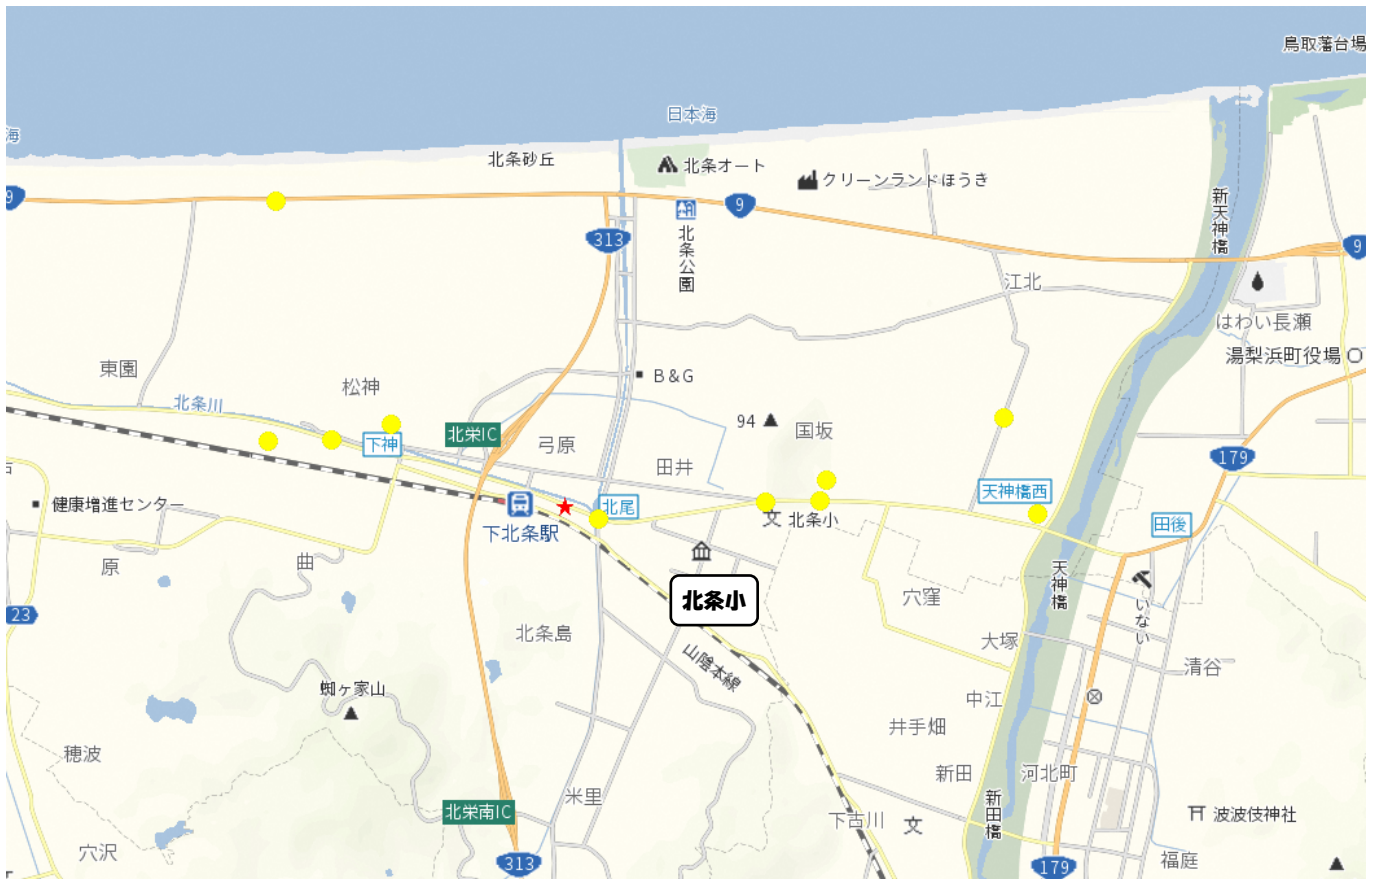 鳥取藩台場
日本海
海
北条砂丘
北条オート
クリーンランドほうき
9
9
313
北条公園
新天神橋
9
江北
はわい長瀬
湯梨浜町役場
東園
松神
B&G
北条川
94
国坂
下神
北栄IC
弓原
田井
179
天神橋西
健康増進センター
北尾
北条小
田後
下北条駅
原
曲
天神橋
いない
穴窪
北条小
23
北条島
大塚
山陰本線
清谷
蜘ヶ家山
中江
井手畑
穂波
新田
河北町
米里
新田橋
北栄南IC
下古川
波波伎神社
穴沢
福庭
313
179